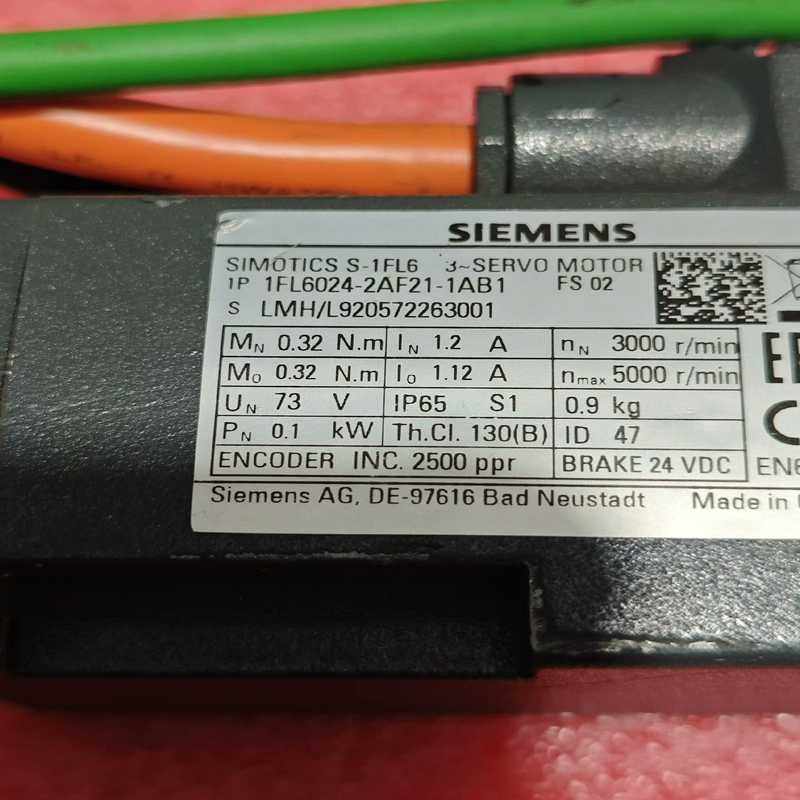 SIEMENS
SIMOTICS S-1FL6 3~SERVO MOTOR
1P 1FL6024-2AF21-1AB1 FS 02
S LMH/L920572263001
MN 0.32 N.m IN 1.2 A nN 3000 r/min
M0 0.32 N.m I0 1.12 A nmax 5000 r/min
UN 73 V IP65 S1 0.9 kg
PN 0.1 kW Th.Cl. 130(B) ID 47
ENCODER INC. 2500 ppr BRAKE 24 VDC
Siemens AG, DE-97616 Bad Neustadt Made in